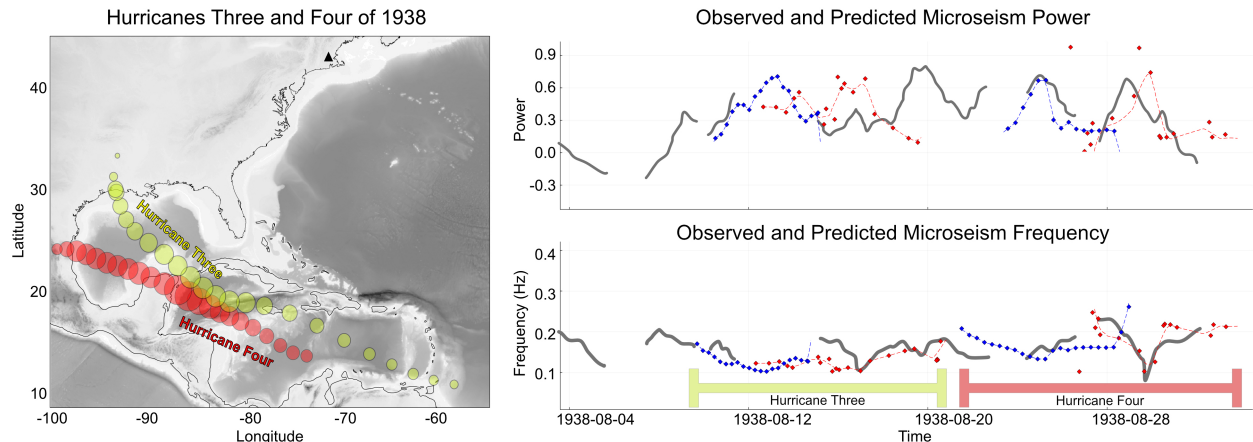 Hurricanes Three and Four of 1938
40
30
20
10
Latitude
-100
-90
-80
-70
-60
Longitude
Hurricane Three
Hurricane Four
Observed and Predicted Microseism Power
0.9
0.6
0.3
0.0
-0.3
Power
Observed and Predicted Microseism Frequency
0.4
0.3
0.2
0.1
Frequency (Hz)
Hurricane Three
Hurricane Four
1938-08-04
1938-08-12
1938-08-20
1938-08-28
Time